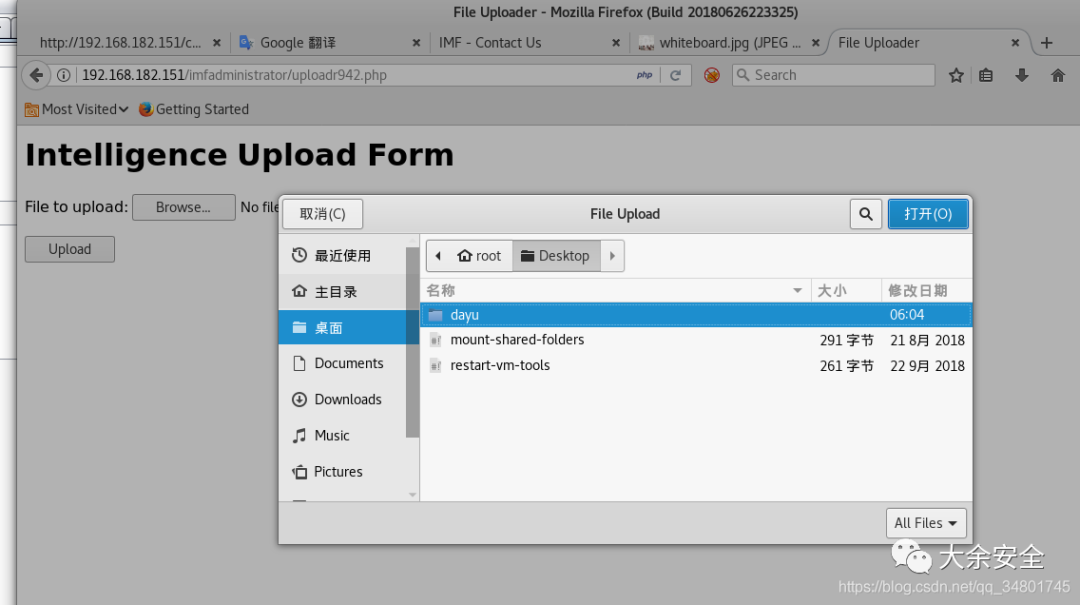 File Uploader - Mozilla Firefox (Build 20180626223325)
http://192.168.182.151/c... × Google 翻译 × IMF - Contact Us × whiteboard.jpg (JPEG ... × File Uploader × +
192.168.182.151/imfadministrator/uploadr942.php php Search
Most Visited Getting Started
Intelligence Upload Form
File to upload: Browse... No file
Upload
取消(C) File Upload 打开(O)
最近使用
主目录
桌面
Documents
Downloads
Music
Pictures
root Desktop
名称 大小 修改日期
dayu 06:04
mount-shared-folders 291 字节 21 8月 2018
restart-vm-tools 261 字节 22 9月 2018
All Files
大余安全
https://blog.csdn.net/qq_34801745